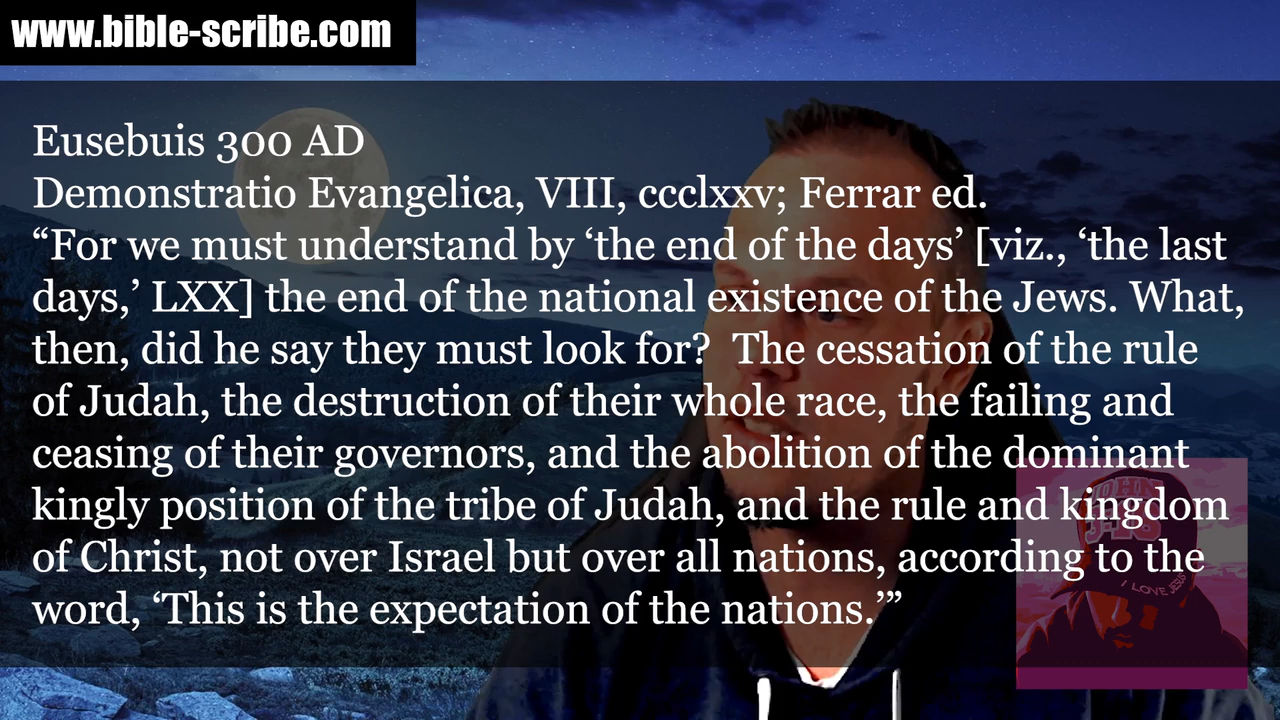 www.bible-scribe.com
Eusebuis 300 AD
Demonstratio Evangelica, VIII, ccclxxv; Ferrar ed.
“For we must understand by ‘the end of the days’ [viz., ‘the last
days,’ LXX] the end of the national existence of the Jews. What,
then, did he say they must look for?  The cessation of the rule
of Judah, the destruction of their whole race, the failing and
ceasing of their governors, and the abolition of the dominant
kingly position of the tribe of Judah, and the rule and kingdom
of Christ, not over Israel but over all nations, according to the
word, ‘This is the expectation of the nations.’”
JOHN
I LOVE JESUS